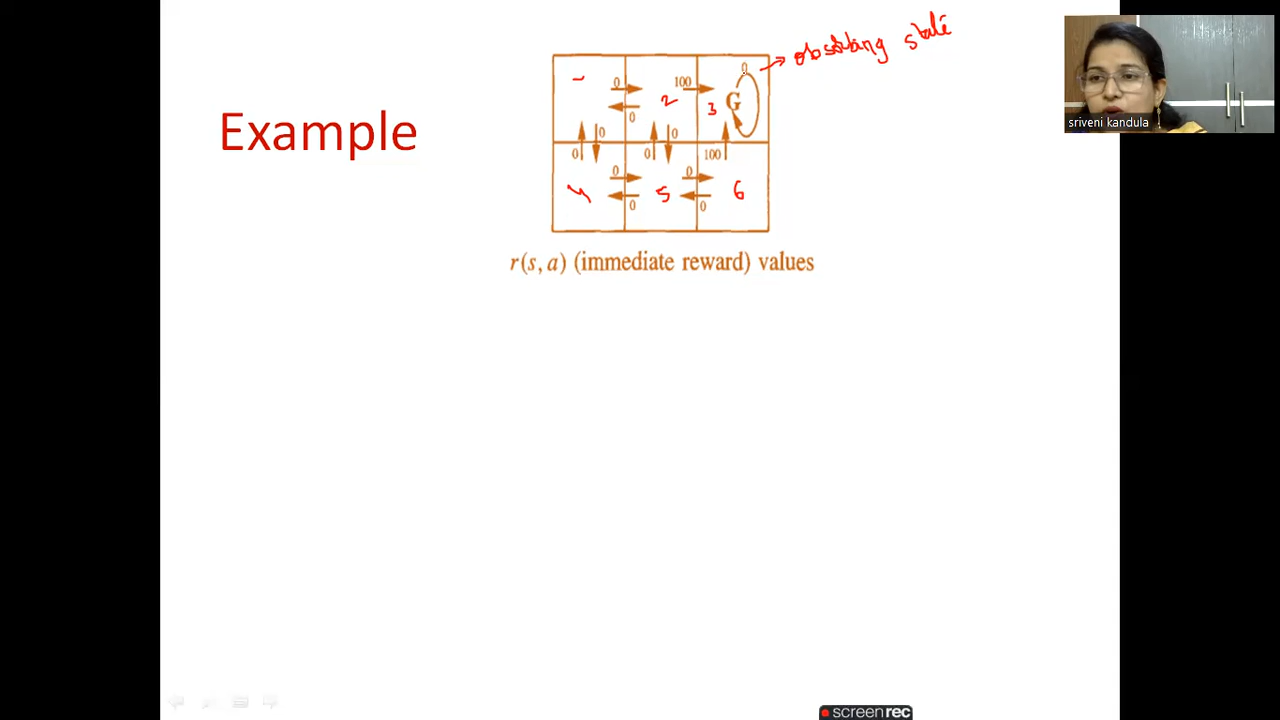 absorbing state
Example
0 100 0
2 3 G
0
0 0 0 0 100
0 0
4 5 6
0 0
r(s, a) (immediate reward) values
sriveni kandula
screenrec